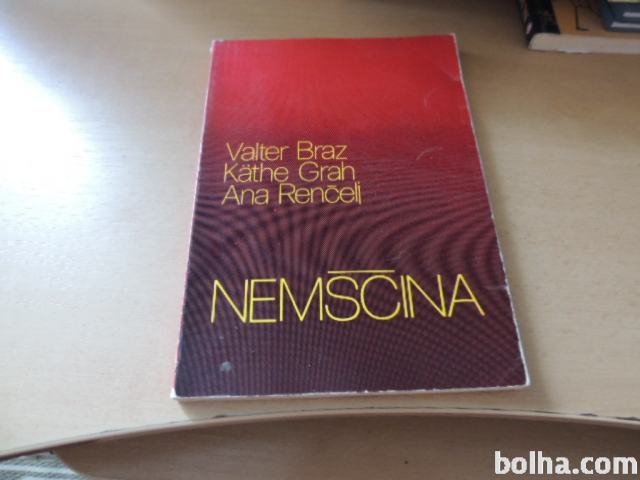 Valter Braz
Käthe Grah
Ana Renčelj
NEMŠČINA
bolha.com®